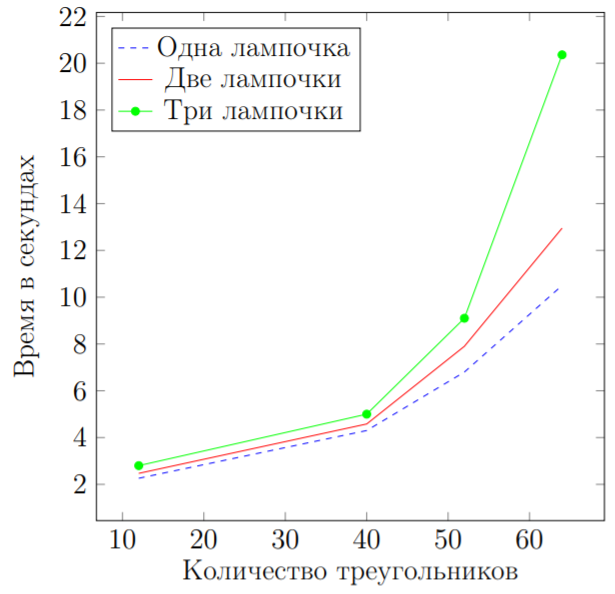 22
20
18
16
14
12
10
8
6
4
2
Время в секундах
Одна лампочка
Две лампочки
Три лампочки
10 20 30 40 50 60
Количество треугольников